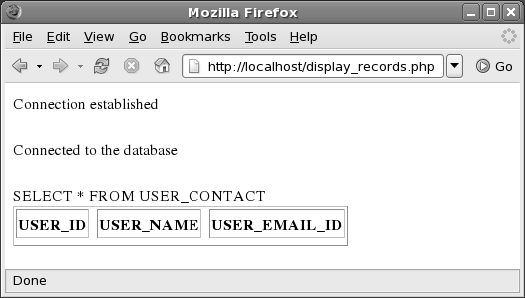 Mozilla Firefox
File Edit View Go Bookmarks Tools Help
http://localhost/display_records.php Go
Connection established
Connected to the database
SELECT * FROM USER_CONTACT
USER_ID USER_NAME USER_EMAIL_ID
Done